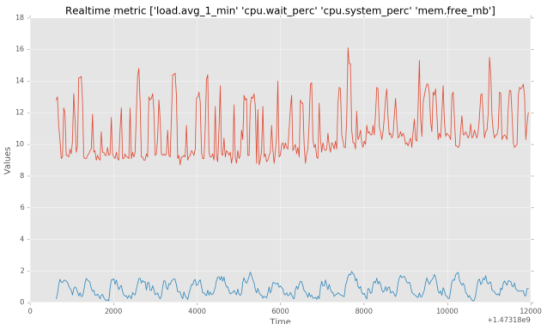 Realtime metric ['load.avg_1_min' 'cpu.wait_perc' 'cpu.system_perc' 'mem.free_mb']
18
16
14
12
10
8
6
4
2
0
Values
0 2000 4000 6000 8000 10000 12000
Time
+1.47318e9